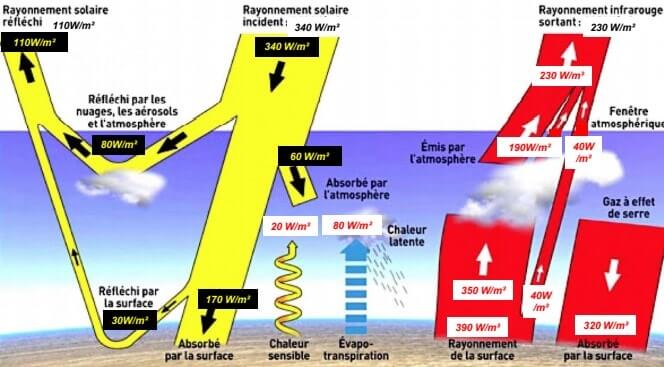 Rayonnement solaire
réfléchi : 110W/m²
110W/m²
Rayonnement solaire
incident : 340 W/m²
340 W/m²
Rayonnement infrarouge
sortant : 230 W/m²
230 W/m²
Réfléchi par les
nuages, les aérosols
et l'atmosphère
80W/m²
60 W/m²
Absorbé par
l'atmosphère
Émis par
l'atmosphère
190W/m²
Fenêtre
atmosphérique
40W
/m²
20 W/m²
80 W/m²
Chaleur
latente
Gaz à effet
de serre
Réfléchi par
la surface
30W/m²
170 W/m²
350 W/m²
40W
/m²
390 W/m²
320 W/m²
Absorbé
par la surface
Chaleur
sensible
Évapo-
transpiration
Rayonnement
de la surface
Absorbé
par la surface